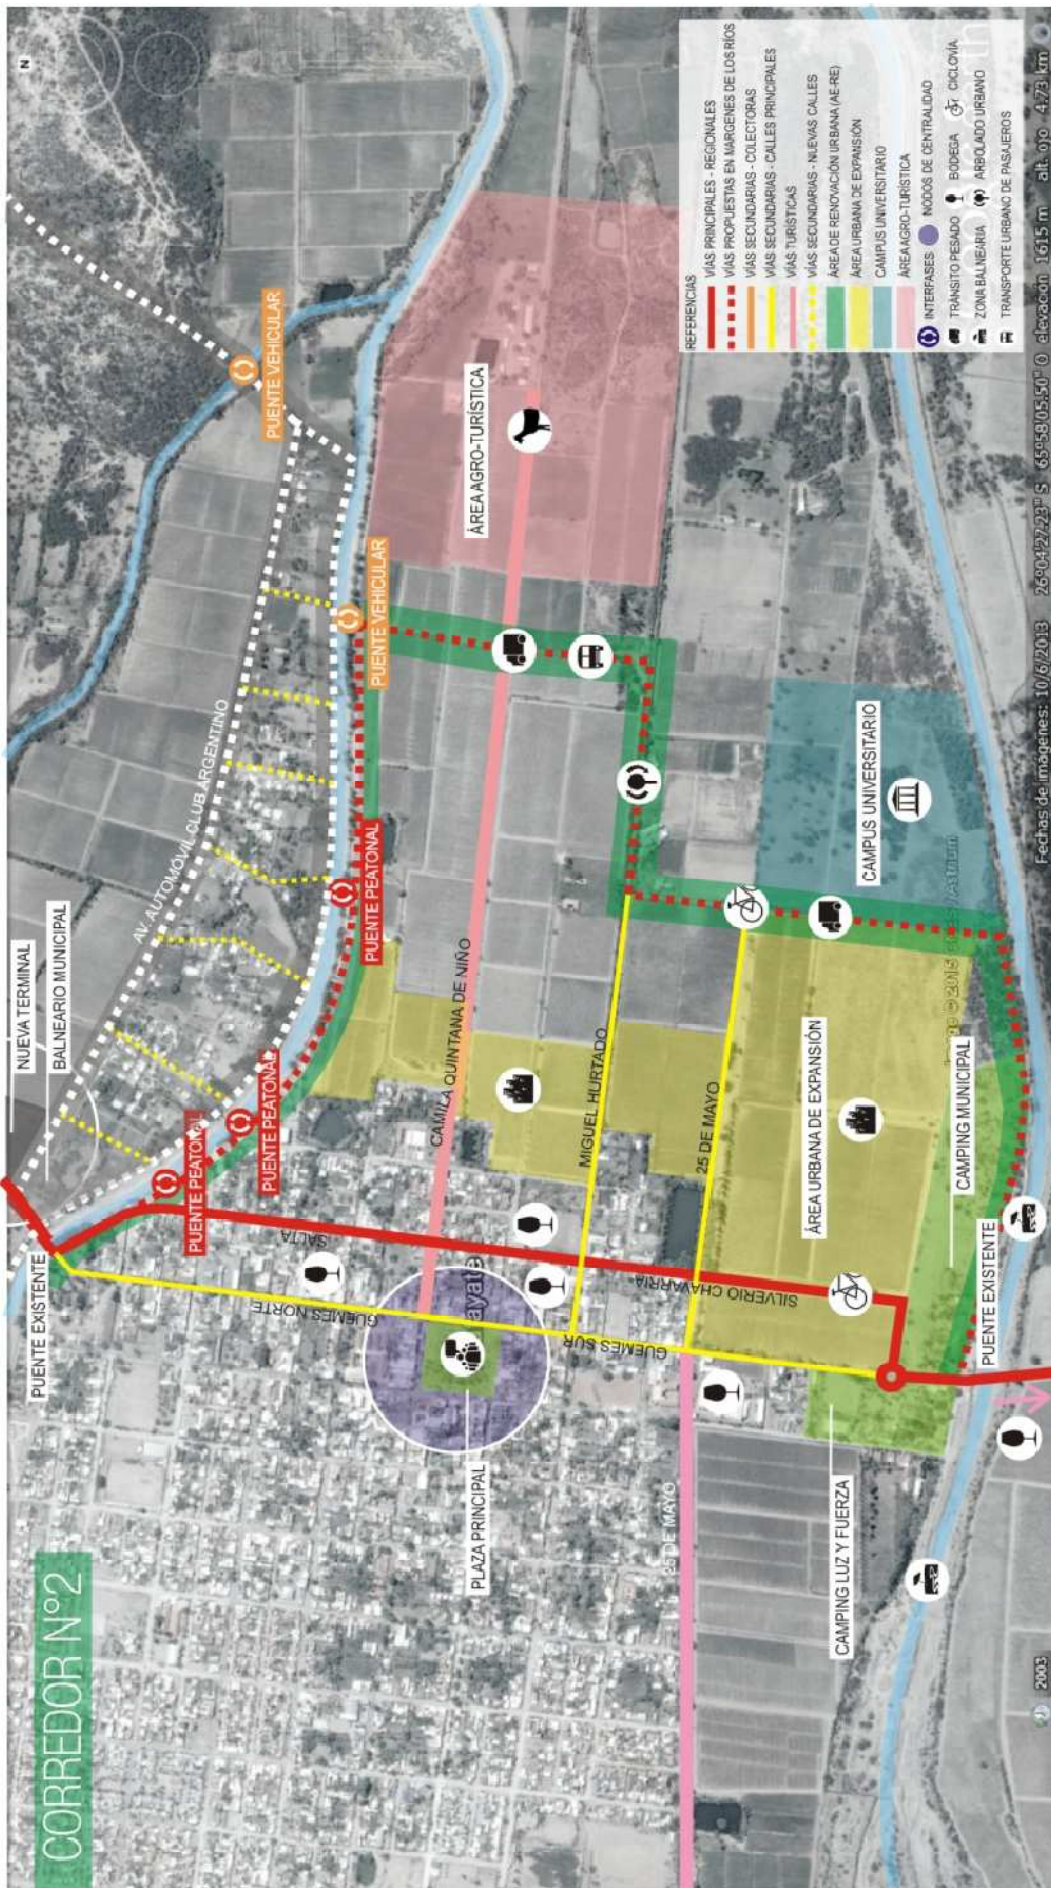 CORREDOR N°2
N
NUEVA TERMINAL
BALNEARIO MUNICIPAL
PUENTE EXISTENTE
AV. AUTOMÓVIL CLUB ARGENTINO
PUENTE VEHICULAR
PUENTE VEHICULAR
PUENTE PEATONAL
PUENTE PEATONAL
PUENTE PEATONAL
SALTA
GUEMES NORTE
CAMILA QUINTANA DE NIÑO
ÁREA AGRO-TURÍSTICA
ayate
PLAZA PRINCIPAL
GUEMES SUR
MIGUEL HURTADO
25 DE MAYO
25 DE MAYO
SILVERIO CHAVARRIA
ÁREA URBANA DE EXPANSIÓN
CAMPUS UNIVERSITARIO
CAMPING MUNICIPAL
CAMPING LUZ Y FUERZA
PUENTE EXISTENTE
REFERENCIAS
VÍAS PRINCIPALES - REGIONALES
VÍAS PROPUESTAS EN MARGENES DE LOS RÍOS
VÍAS SECUNDARIAS - COLECTORAS
VÍAS SECUNDARIAS - CALLES PRINCIPALES
VÍAS TURÍSTICAS
VÍAS SECUNDARIAS - NUEVAS CALLES
ÁREA DE RENOVACIÓN URBANA (AE-RE)
ÁREA URBANA DE EXPANSIÓN
CAMPUS UNIVERSITARIO
ÁREA AGRO-TURÍSTICA
INTERFASES NODOS DE CENTRALIDAD
TRÁNSITO PESADO BODEGA CICLOVÍA
ZONA BALNEARIA ARBOLADO URBANO
TRANSPORTE URBANO DE PASAJEROS
2003
Fechas de imágenes: 10/6/2013 26°04'27.23" S 65°58'05.50" O elevación 1615 m alt. ojo 4.73 km